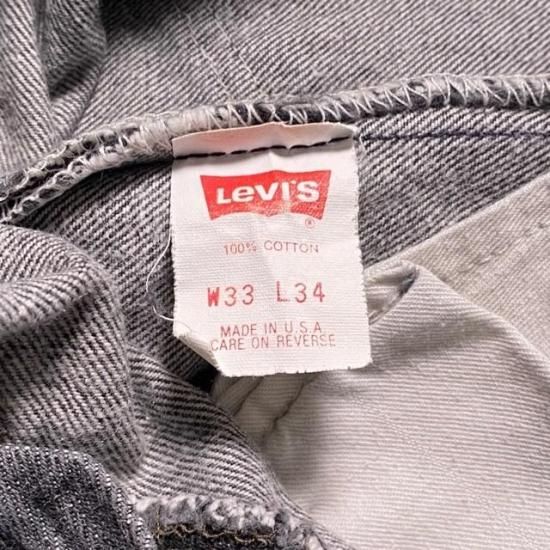 LEVI'S
®
100% COTTON
W33 L34
MADE IN U.S.A.
CARE ON REVERSE